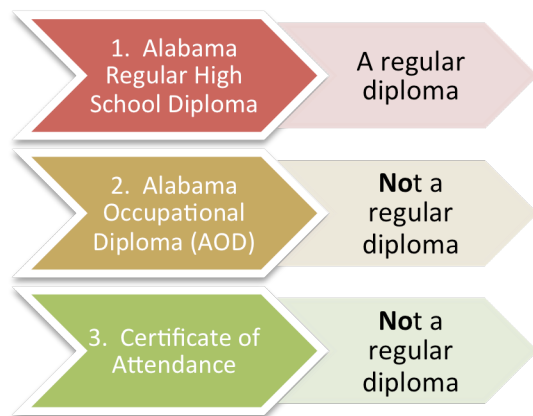 1. Alabama
Regular High
School Diploma
A regular
diploma
2. Alabama
Occupational
Diploma (AOD)
Not a
regular
diploma
3. Certificate of
Attendance
Not a
regular
diploma